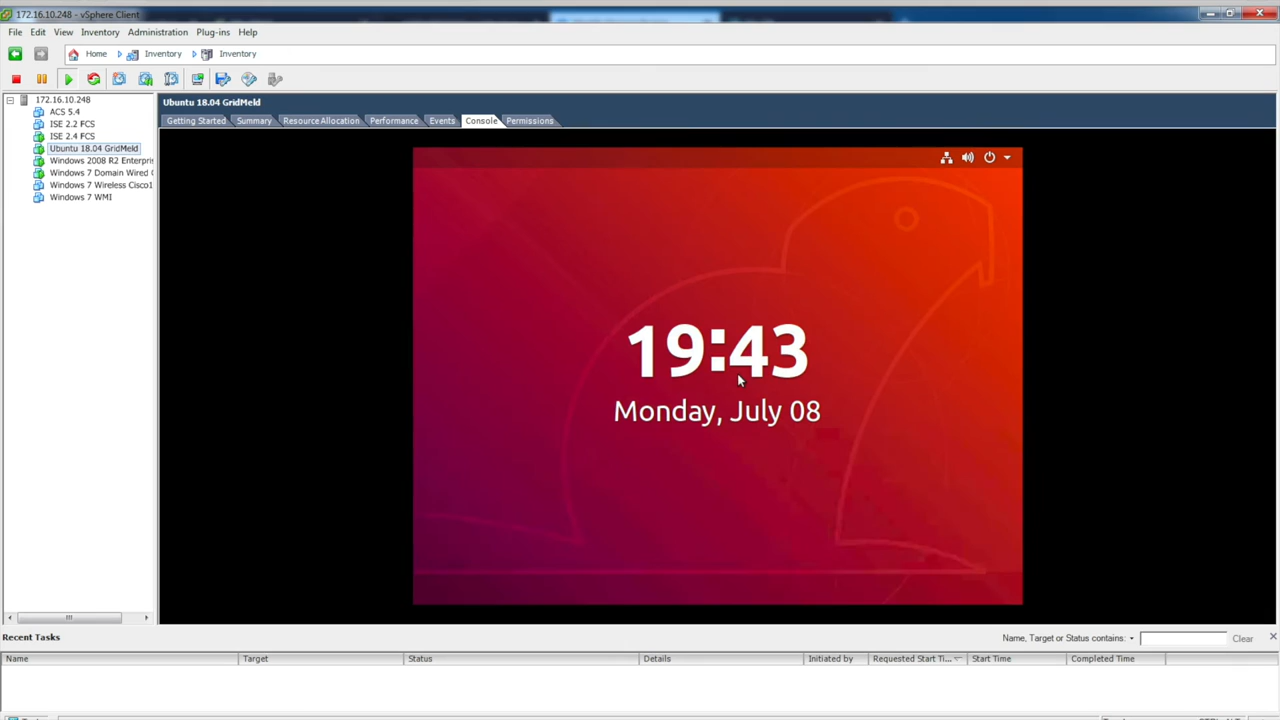 172.16.10.248 - vSphere Client
File Edit View Inventory Administration Plug-ins Help
Home Inventory Inventory
172.16.10.248
ACS 5.4
ISE 2.2 FCS
ISE 2.4 FCS
Ubuntu 18.04 GridMeld
Windows 2008 R2 Enterpris
Windows 7 Domain Wired C
Windows 7 Wireless Cisco1
Windows 7 WMI
Ubuntu 18.04 GridMeld
Getting Started Summary Resource Allocation Performance Events Console Permissions
19:43
Monday, July 08
Recent Tasks
Name, Target or Status contains: Clear
Name Target Status Details Initiated by Requested Start Ti... Start Time Completed Time